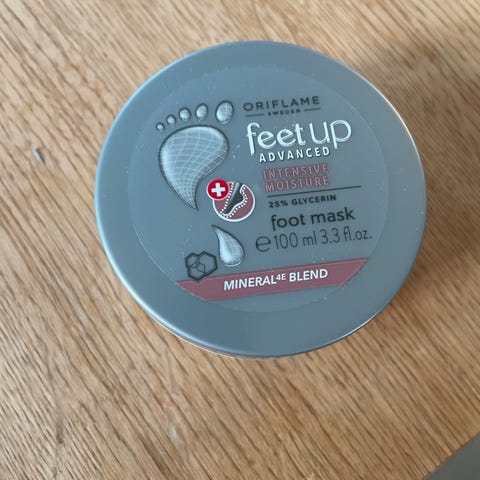 ORIFLAME
SWEDEN
feet up
ADVANCED
INTENSIVE
MOISTURE
25% GLYCERIN
foot mask
℮100 ml 3.3 fl.oz.
MINERAL⁴ᴱ BLEND